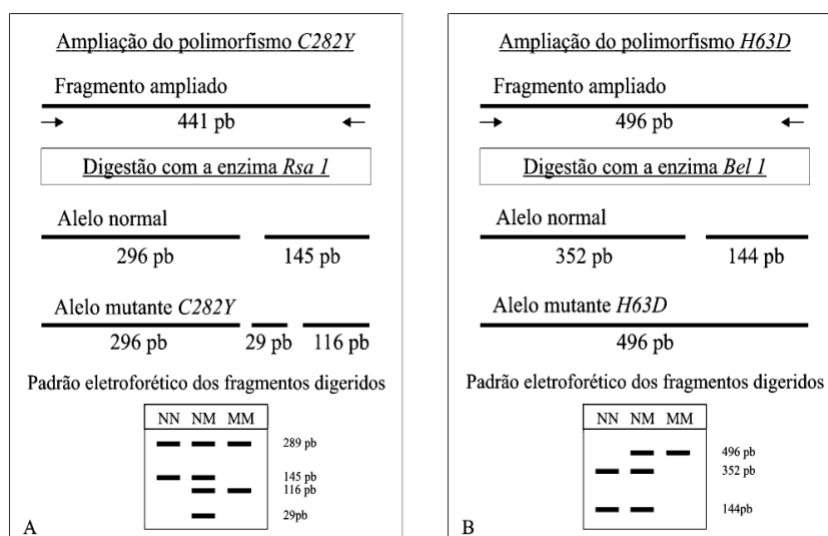 Ampliação do polimorfismo C282Y
Fragmento ampliado
441 pb
Digestão com a enzima Rsa 1
Alelo normal
296 pb 145 pb
Alelo mutante C282Y
296 pb 29 pb 116 pb
Padrão eletroforético dos fragmentos digeridos
NN NM MM
289 pb
145 pb
116 pb
29pb
A
Ampliação do polimorfismo H63D
Fragmento ampliado
496 pb
Digestão com a enzima Bel 1
Alelo normal
352 pb 144 pb
Alelo mutante H63D
496 pb
Padrão eletroforético dos fragmentos digeridos
NN NM MM
496 pb
352 pb
144pb
B